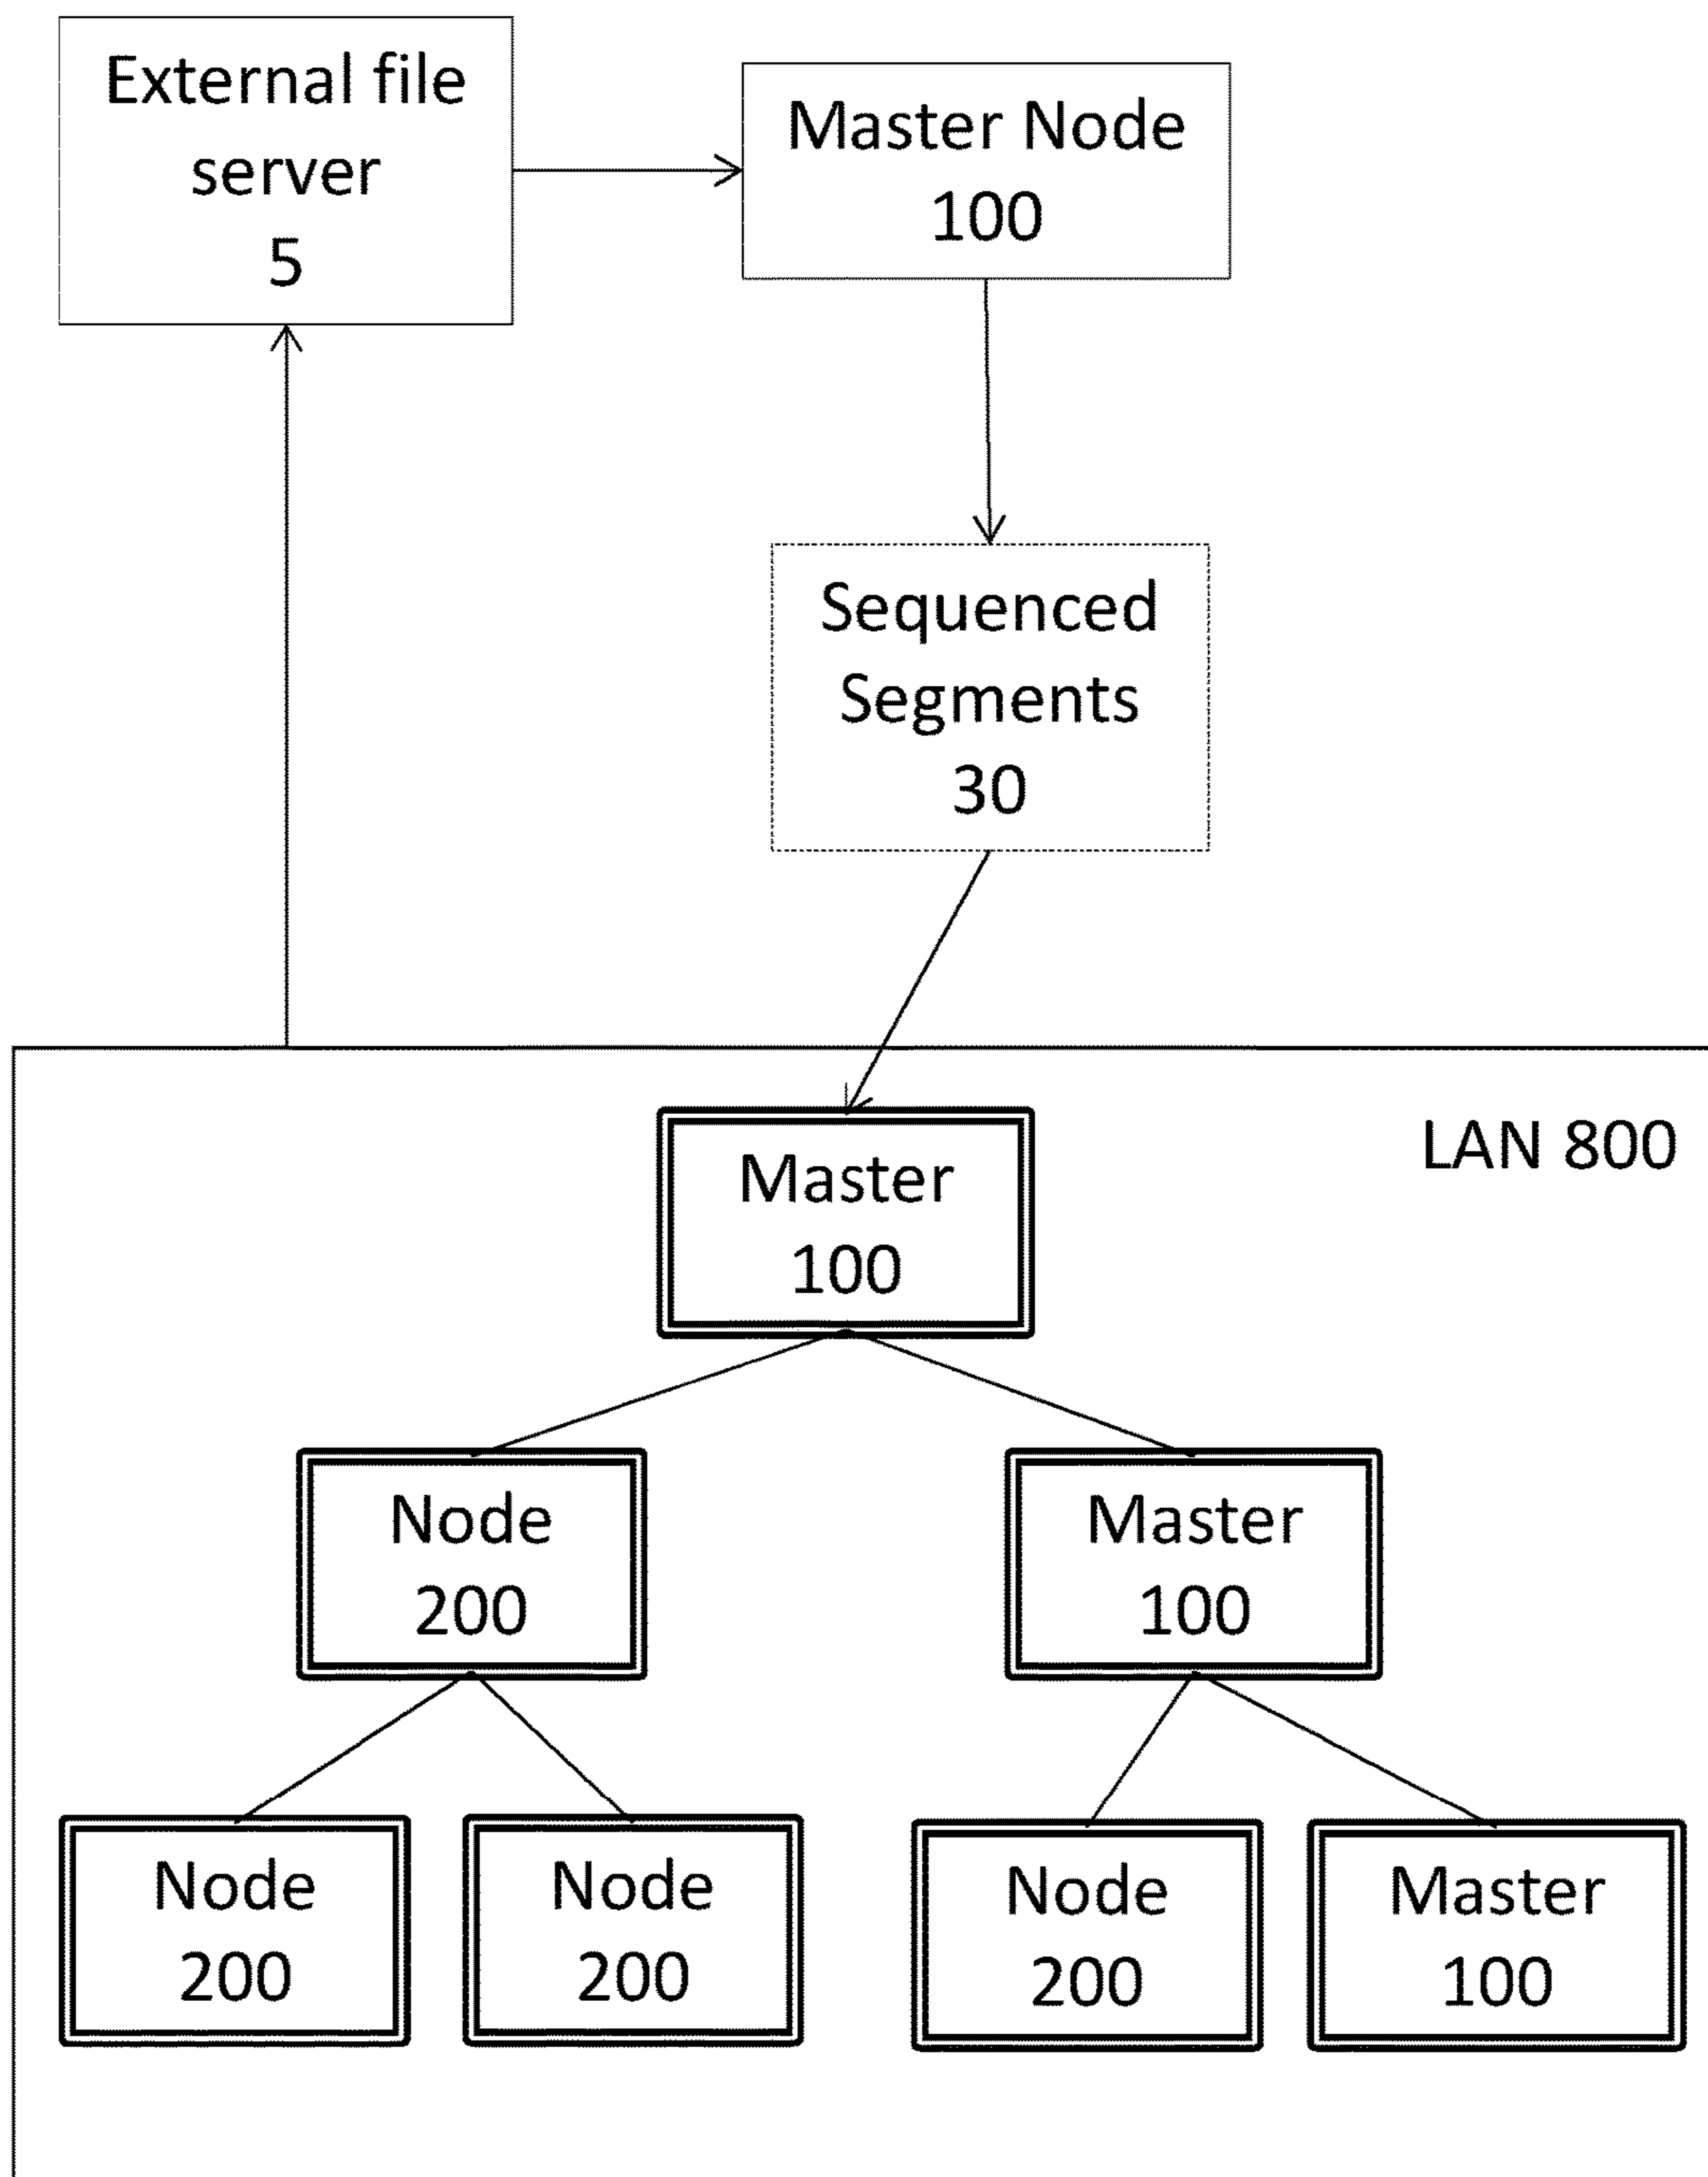 External file
server
5
Master Node
100
Sequenced
Segments
30
LAN 800
Master
100
Node
200
Master
100
Node
200
Node
200
Node
200
Master
100